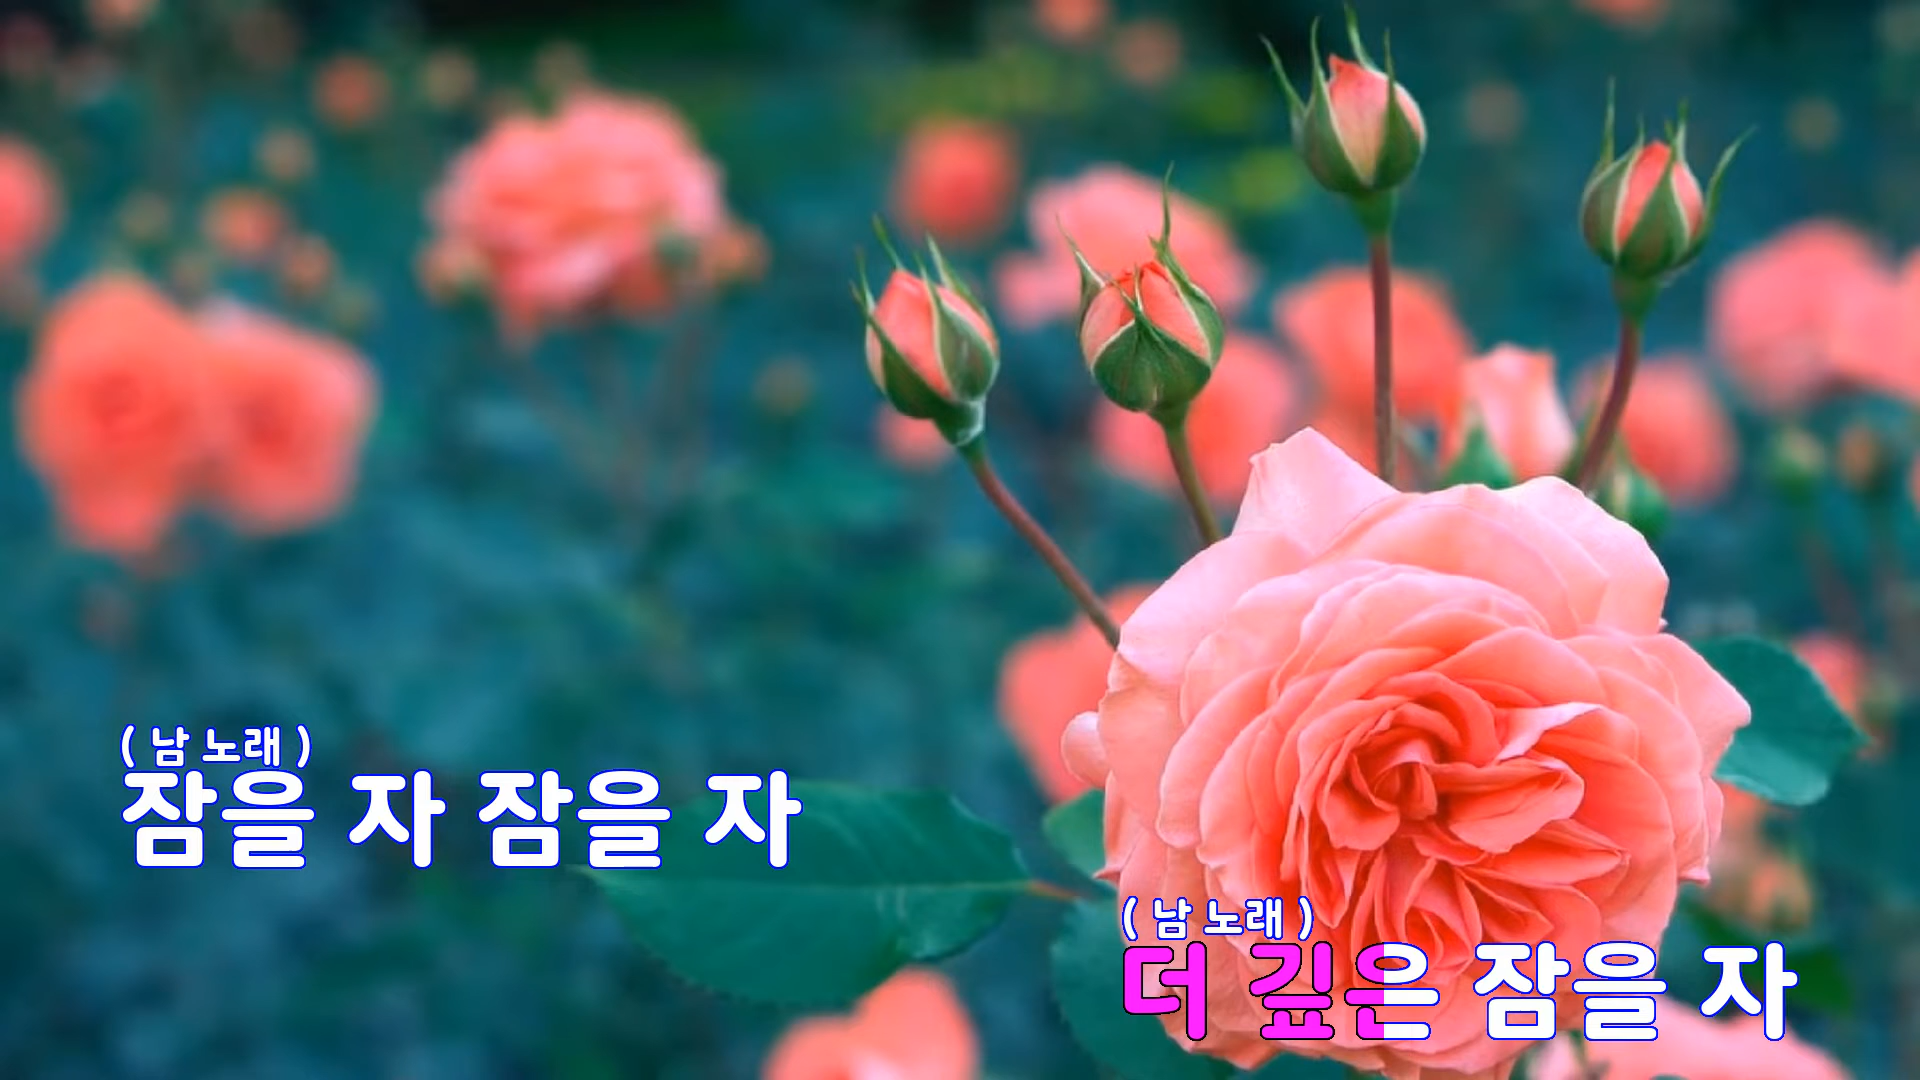 ( 남 노래 )
잠을 자 잠을 자
( 남 노래 )
더 깊은 잠을 자